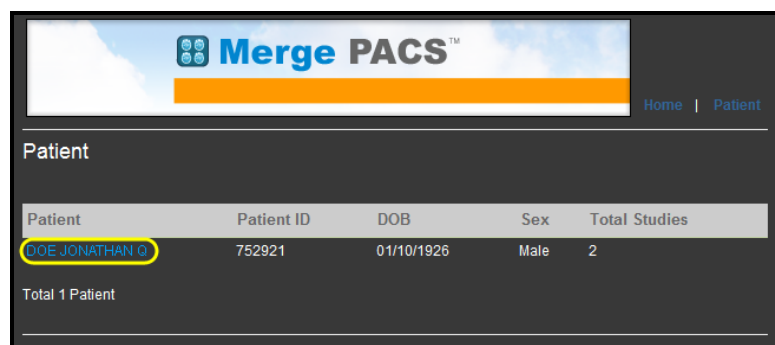 Merge PACS™
Home | Patient
Patient
Patient Patient ID DOB Sex Total Studies
DOE JONATHAN Q 752921 01/10/1926 Male 2
Total 1 Patient